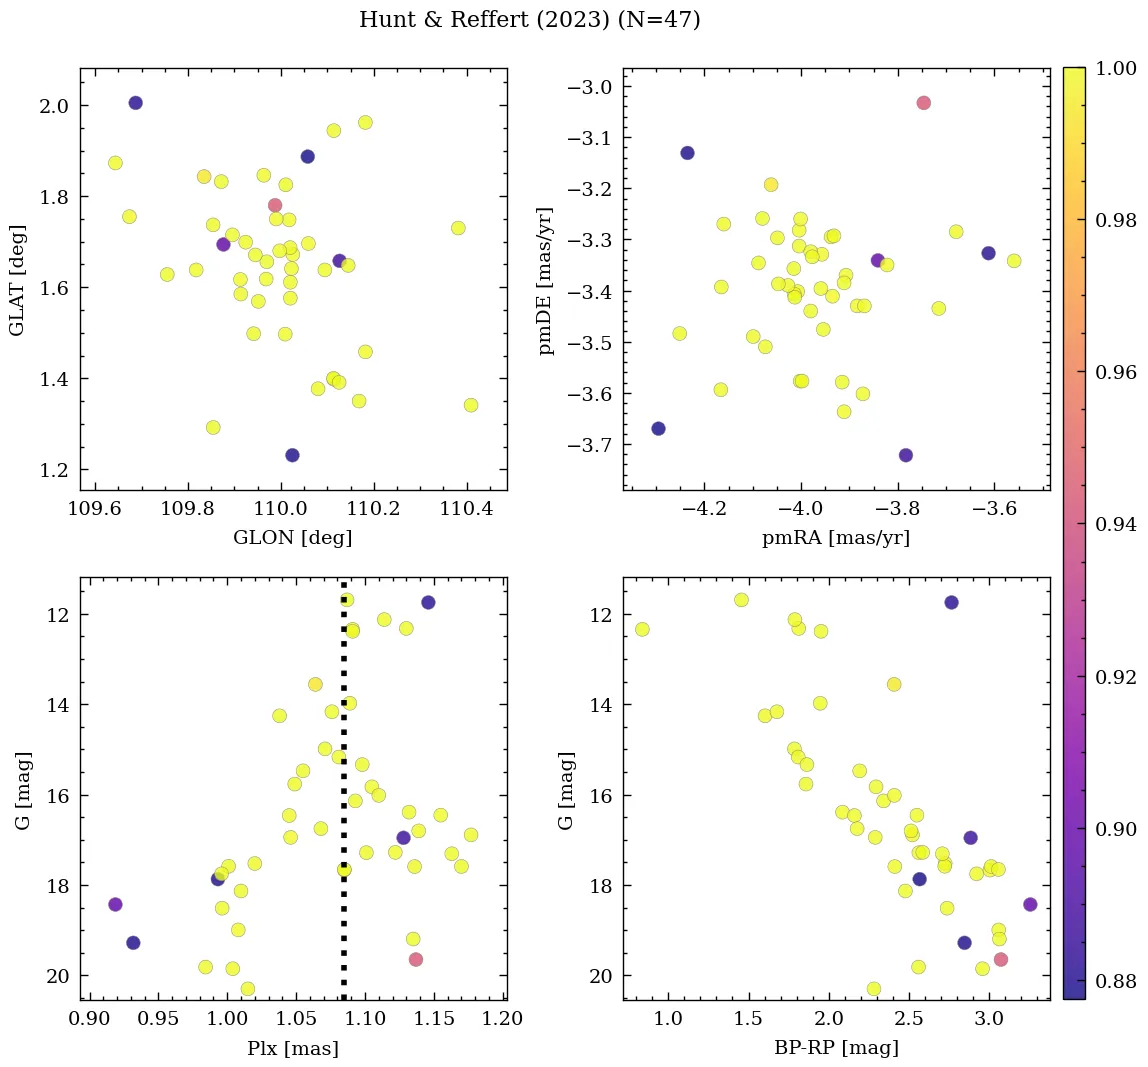 Hunt & Reffert (2023) (N=47)
2.0
1.8
1.6
1.4
1.2
GLAT [deg]
109.6 109.8 110.0 110.2 110.4
GLON [deg]
−3.0
−3.1
−3.2
−3.3
−3.4
−3.5
−3.6
−3.7
pmDE [mas/yr]
−4.2 −4.0 −3.8 −3.6
pmRA [mas/yr]
1.00
0.98
0.96
0.94
0.92
0.90
0.88
12
14
16
18
20
G [mag]
0.90 0.95 1.00 1.05 1.10 1.15 1.20
Plx [mas]
12
14
16
18
20
G [mag]
1.0 1.5 2.0 2.5 3.0
BP-RP [mag]